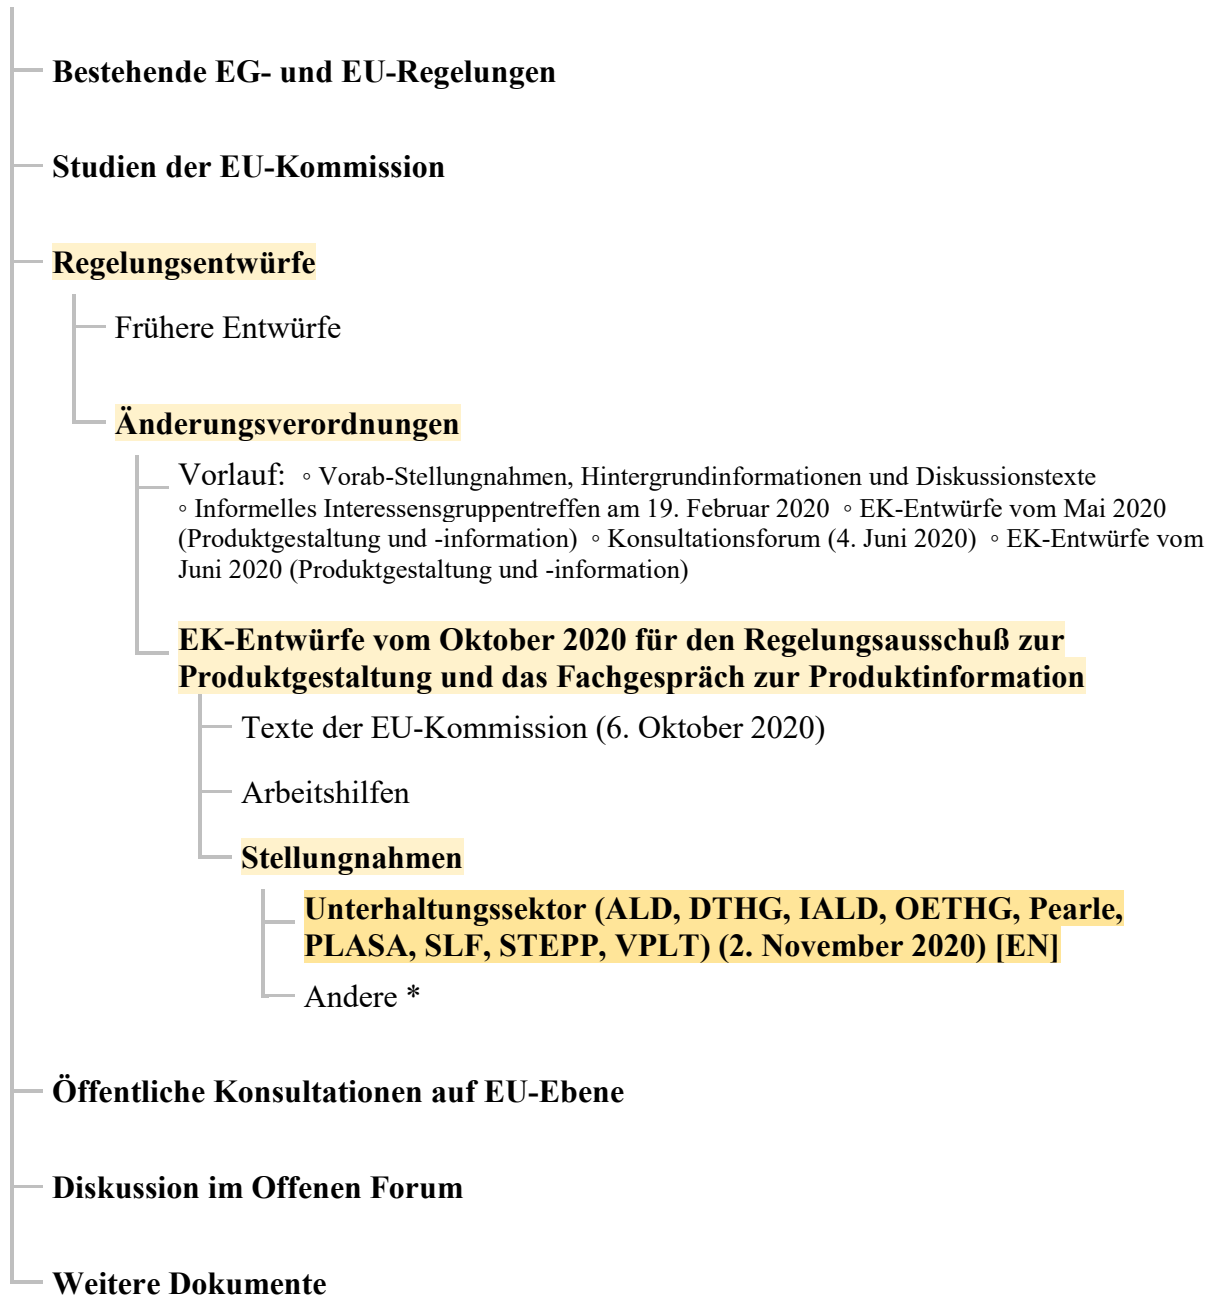 Bestehende EG- und EU-Regelungen
Studien der EU-Kommission
Regelungsentwürfe
Frühere Entwürfe
Änderungsverordnungen
Vorlauf: ◦ Vorab-Stellungnahmen, Hintergrundinformationen und Diskussionstexte
◦ Informelles Interessensgruppentreffen am 19. Februar 2020 ◦ EK-Entwürfe vom Mai 2020
(Produktgestaltung und -information) ◦ Konsultationsforum (4. Juni 2020) ◦ EK-Entwürfe vom
Juni 2020 (Produktgestaltung und -information)
EK-Entwürfe vom Oktober 2020 für den Regelungsausschuß zur
Produktgestaltung und das Fachgespräch zur Produktinformation
Texte der EU-Kommission (6. Oktober 2020)
Arbeitshilfen
Stellungnahmen
Unterhaltungssektor (ALD, DTHG, IALD, OETHG, Pearle,
PLASA, SLF, STEPP, VPLT) (2. November 2020) [EN]
Andere *
Öffentliche Konsultationen auf EU-Ebene
Diskussion im Offenen Forum
Weitere Dokumente